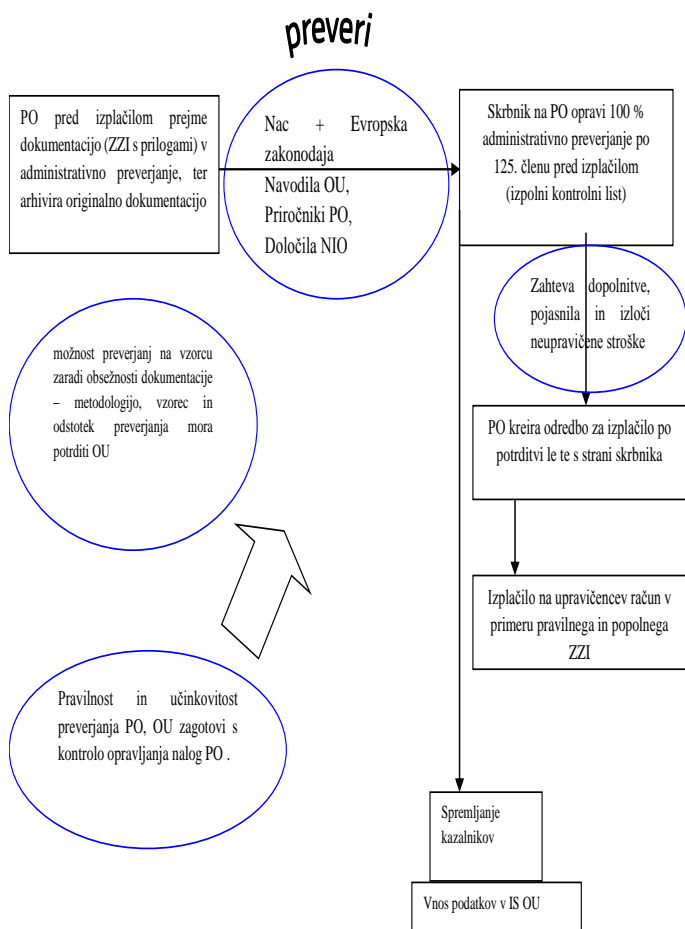 preveri
PO pred izplačilom prejme
dokumentacijo (ZZI s prilogami) v
administrativno preverjanje, ter
arhivira originalno dokumentacijo
Nac + Evropska
zakonodaja
Navodila OU,
Priročniki PO,
Določila NIO
Skrbnik na PO opravi 100 %
administrativno preverjanje po
125. členu pred izplačilom
(izpolni kontrolni list)
Zahteva dopolnitve,
pojasnila in izloči
neupravičene stroške
možnost preverjanj na vzorcu
zaradi obsežnosti dokumentacije
– metodologijo, vzorec in
odstotek preverjanja mora
potrditi OU
PO kreira odredbo za izplačilo po
potrditvi le te s strani skrbnika
Izplačilo na upravičencev račun v
primeru pravilnega in popolnega
ZZI
Pravilnost in učinkovitost
preverjanja PO, OU zagotovi s
kontrolo opravljanja nalog PO .
Spremljanje
kazalnikov
Vnos podatkov v IS OU